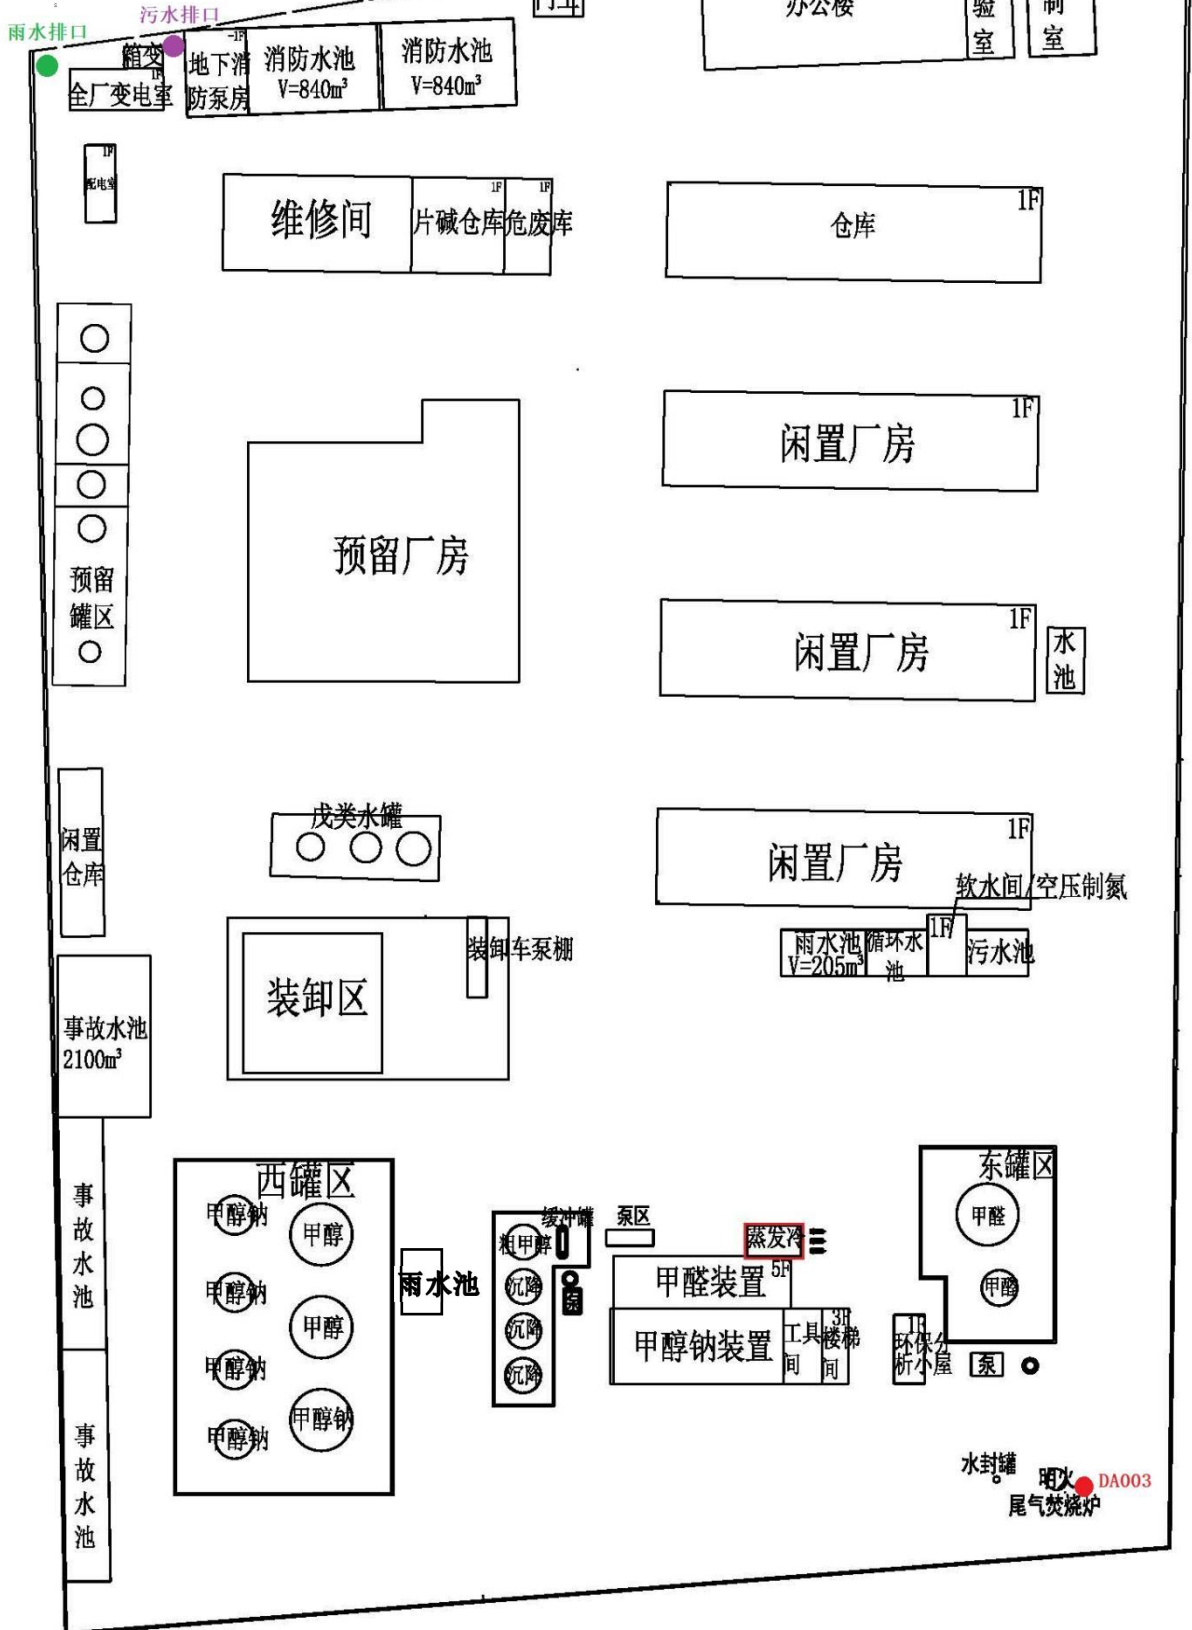 雨水排口
污水排口
办公楼
验
室
制
室
箱变
1F
全厂变电室
-1F
地下消
防泵房
消防水池
V=840m³
消防水池
V=840m³
1F
配电室
维修间
1F
片碱仓库
1F
危废库
1F
仓库
1F
闲置厂房
预留厂房
预留
罐区
1F
闲置厂房
水
池
闲置
仓库
戊类水罐
1F
闲置厂房
软水间/空压制氮
雨水池
V=205m³
循环水
池
1F
污水池
装卸车泵棚
装卸区
事故水池
2100m³
事
故
水
池
事
故
水
池
西罐区
甲醇钠
甲醇
甲醇钠
甲醇
甲醇钠
甲醇钠
甲醇钠
雨水池
缓冲罐
粗甲醇
沉降
沉降
沉降
泵
泵区
蒸发冷
甲醛装置
5F
甲醇钠装置
工具
间
3F
楼梯
间
东罐区
甲醛
甲醛
1F
环保分
析小屋
泵
水封罐
明火
DA003
尾气焚烧炉